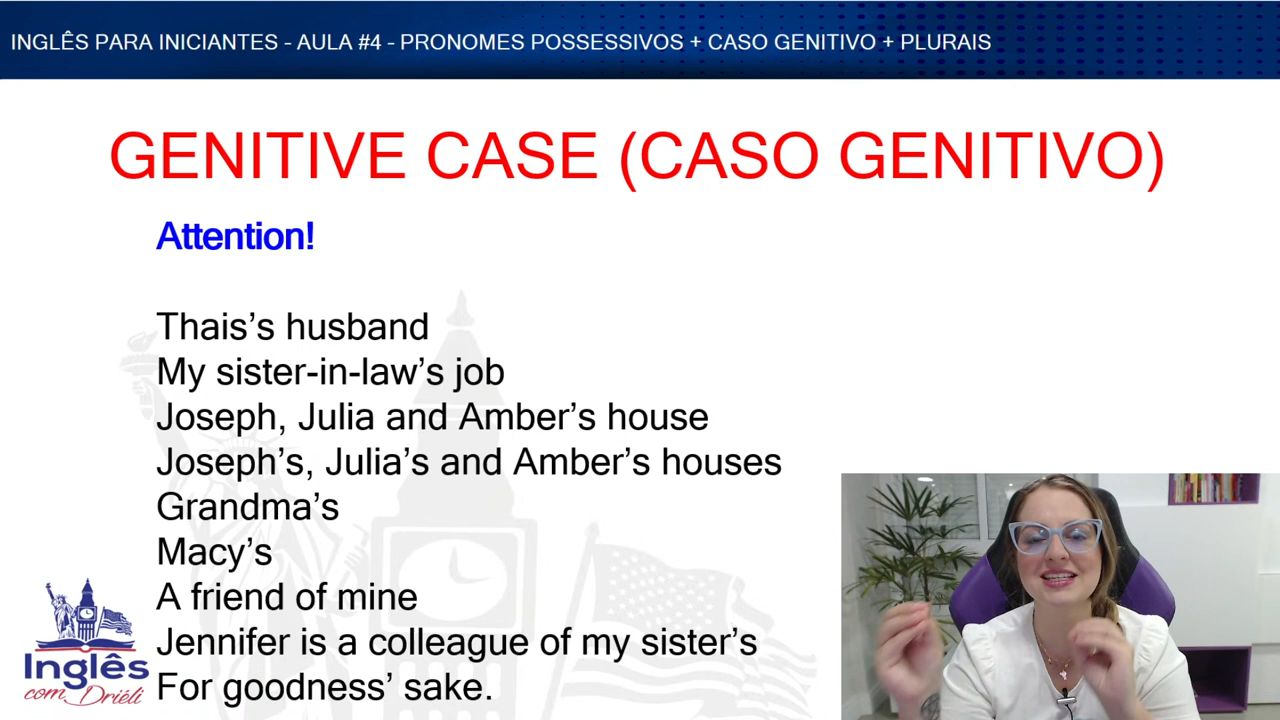 INGLÊS PARA INICIANTES - AULA #4 - PRONOMES POSSESSIVOS + CASO GENITIVO + PLURAIS
GENITIVE CASE (CASO GENITIVO)
Attention!
Thais’s husband
My sister-in-law’s job
Joseph, Julia and Amber’s house
Joseph’s, Julia’s and Amber’s houses
Grandma’s
Macy’s
A friend of mine
Jennifer is a colleague of my sister’s
For goodness’ sake.
Inglês
com Driéli